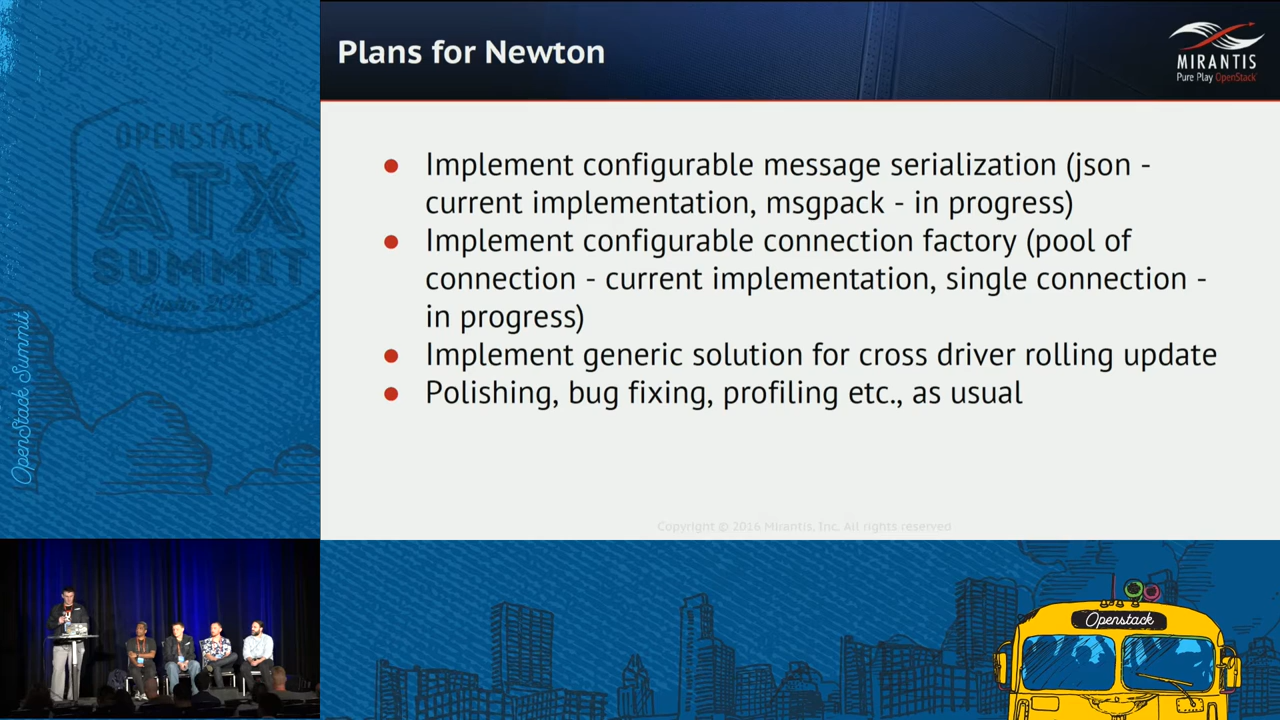 Plans for Newton
MIRANTIS
Pure Play OpenStack
● Implement configurable message serialization (json -
current implementation, msgpack - in progress)
● Implement configurable connection factory (pool of
connection - current implementation, single connection -
in progress)
● Implement generic solution for cross driver rolling update
● Polishing, bug fixing, profiling etc., as usual
Copyright © 2016 Mirantis, Inc. All rights reserved
OPENSTACK
ATX
SUMMIT
OpenStack Summit
Openstack